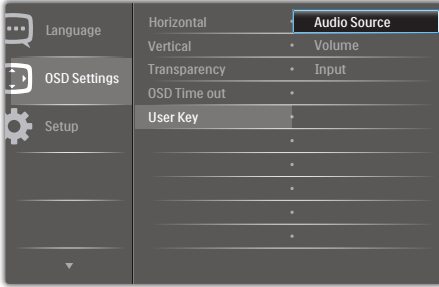 Language
OSD Settings
Setup
Horizontal
Vertical
Transparency
OSD Time out
User Key
Audio Source
Volume
Input